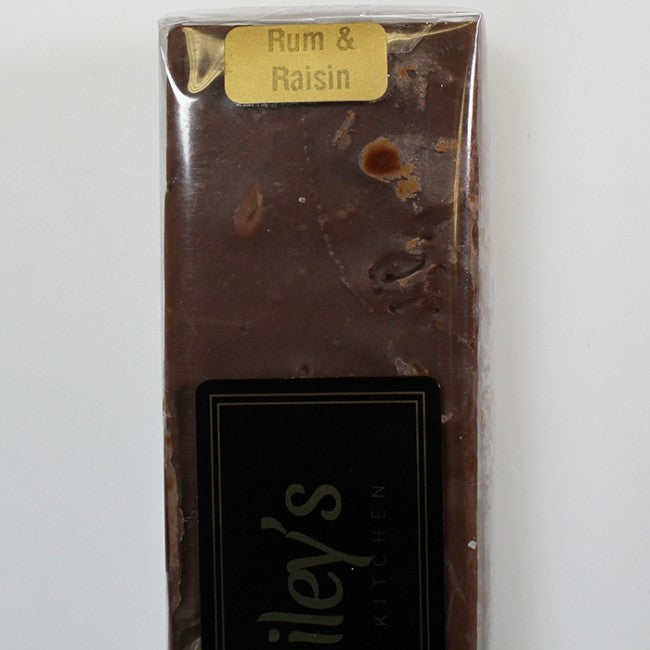 Rum &
Raisin
iley's
KITCHEN